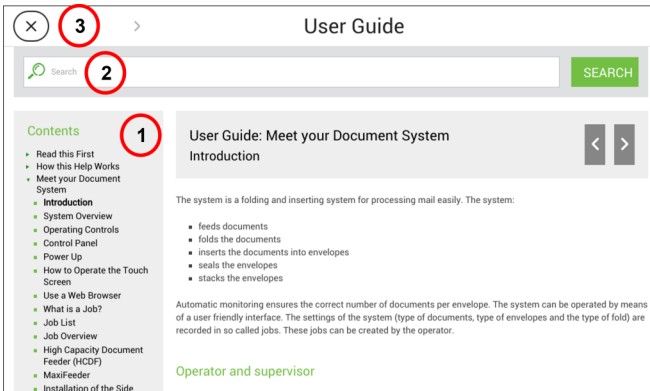 3
User Guide
Search
2
SEARCH
Contents
1
Read this First
How this Help Works
Meet your Document
System
Introduction
System Overview
Operating Controls
Control Panel
Power Up
How to Operate the Touch
Screen
Use a Web Browser
What is a Job?
Job List
Job Overview
High Capacity Document
Feeder (HCDF)
MaxiFeeder
Installation of the Side
User Guide: Meet your Document System
Introduction
The system is a folding and inserting system for processing mail easily. The system:
feeds documents
folds the documents
inserts the documents into envelopes
seals the envelopes
stacks the envelopes
Automatic monitoring ensures the correct number of documents per envelope. The system can be operated by means
of a user friendly interface. The settings of the system (type of documents, type of envelopes and the type of fold) are
recorded in so called jobs. These jobs can be created by the operator.
Operator and supervisor